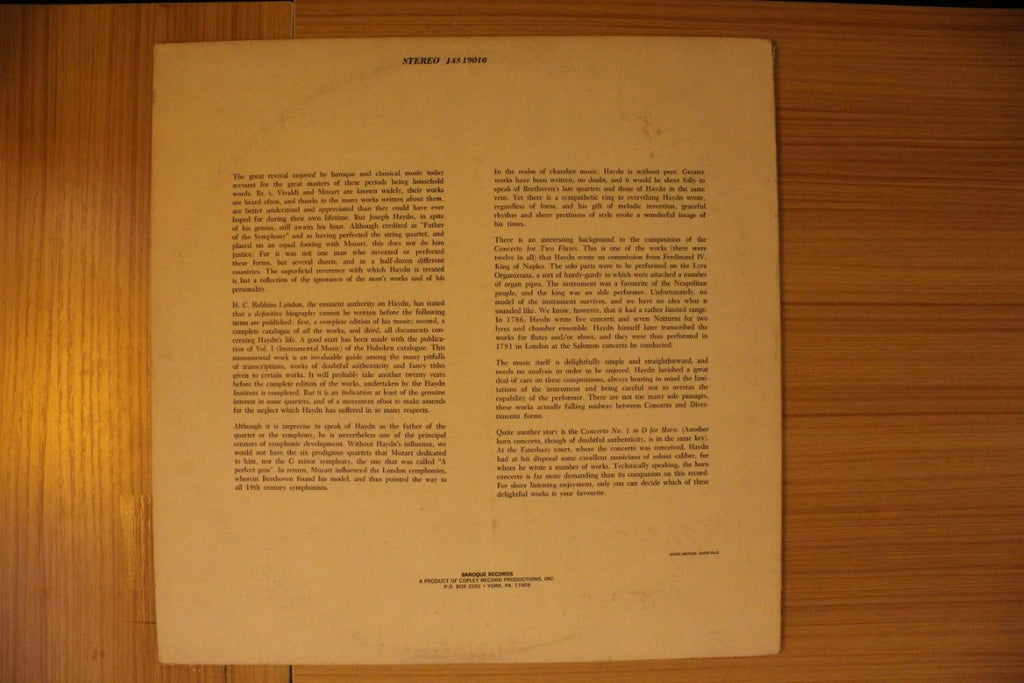 STEREO JAS 19010
The great revival enjoyed by baroque and classical music today
account for the great masters of these periods being household
words. Vivaldi and Mozart are known widely, their works
are heard often, and thanks to the many works written about them,
are better understood and appreciated than they could have ever
hoped for during their own lifetime. But Joseph Haydn, in spite
of his genius, still awaits his hour. Although credited as "Father
of the Symphony" and as having perfected the string quartet, and
placed on an equal footing with Mozart, this does not do him
justice. For it was not one man who invented or perfected
these forms, but several dozen, and in a half-dozen different
countries. The superficial reverence with which Haydn is treated
is but a reflection of the ignorance of the man's works and of his
personality.
H. C. Robbins Landon, the eminent authority on Haydn, has stated
that a definitive biography cannot be written before the following
items are published: first, a complete edition of his music; second, a
complete catalogue of all the works; and third, all documents con-
cerning Haydn's life. A good start has been made with the publica-
tion of Vol. I (Instrumental Music) of the Hoboken catalogue. This
monumental work is an invaluable guide among the many pitfalls
of transcriptions, works of doubtful authenticity and fancy titles
given to certain works. It will probably take another twenty years
before the complete edition of the works, undertaken by the Haydn
Institute is completed. But it is an indication at least of the genuine
interest in some quarters, and of a movement afoot to make amends
for the neglect which Haydn has suffered in so many respects.
Although it is imprecise to speak of Haydn as the father of the
quartet or the symphony, he is nevertheless one of the principal
creators of symphonic development. Without Haydn's influence, we
would not have the six prodigious quartets that Mozart dedicated
to him, nor the G minor symphony, the one that was called "A
perfect gem". In return, Mozart influenced the London symphonies,
wherein Beethoven found his model, and thus pointed the way to
all 19th century symphonists.
In the realm of chamber music, Haydn is without peer. Greater
works have been written, no doubt, and it would be sheer folly to
speak of Beethoven's late quartets and those of Haydn in the same
vein. Yet there is a sympathetic ring to everything Haydn wrote,
regardless of form, and his gift of melodic invention, graceful
rhythm and sheer prettiness of style evoke a wonderful image of
his times.
There is an interesting background to the composition of the
Concerto for Two Flutes. This is one of the works (there were
twelve in all) that Haydn wrote on commission from Ferdinand IV,
King of Naples. The solo parts were to be performed on the Lyra
Organizzata, a sort of hurdy-gurdy to which were attached a number
of organ pipes. The instrument was a favourite of the Neapolitan
people, and the king was an able performer. Unfortunately, no
model of the instrument survives, and we have no idea what it
sounded like. We know, however, that it had a rather limited range.
In 1786, Haydn wrote five concerti and seven Notturni for two
lyres and chamber ensemble. Haydn himself later transcribed the
works for flutes and/or oboes, and they were thus performed in
1791 in London at the Salomon concerts he conducted.
The music itself is delightfully simple and straightforward, and
needs no analysis in order to be enjoyed. Haydn lavished a great
deal of care on these compositions, always bearing in mind the limi-
tations of the instrument and being careful not to overtax the
capability of the performer. There are not too many solo passages,
these works actually falling midway between Concerto and Diver-
timento forms.
Quite another story is the Concerto No. 1 in D for Horn. (Another
horn concerto, though of doubtful authenticity, is in the same key).
At the Esterhazy court, where the concerto was conceived, Haydn
had at his disposal some excellent musicians of soloist calibre, for
whom he wrote a number of works. Technically speaking, the horn
concerto is far more demanding than its companion on this record.
For sheer listening enjoyment, only you can decide which of these
delightful works is your favourite.
BAROQUE RECORDS
A PRODUCT OF COPLEY RECORD PRODUCTIONS, INC.
P.O. BOX 2251 • YORK, PA. 17405